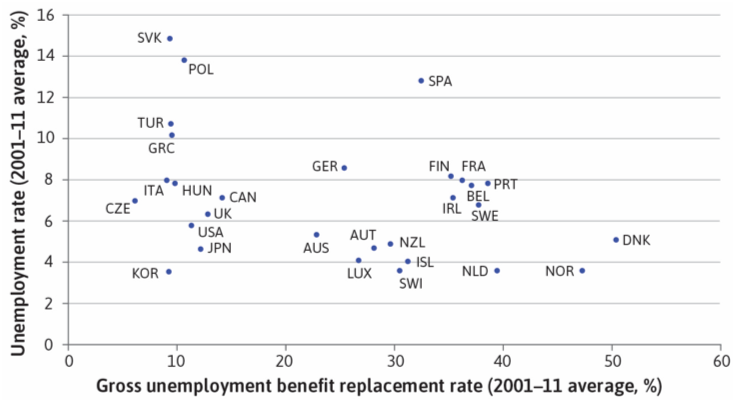 Unemployment rate (2001–11 average, %)
16
14
12
10
8
6
4
2
0
SVK
POL
SPA
TUR
GRC
GER
FIN FRA
ITA HUN
PRT
BEL
CZE
CAN
IRL
SWE
UK
USA
JPN
AUS
AUT
NZL
DNK
KOR
LUX
ISL
SWI
NLD
NOR
0 10 20 30 40 50 60
Gross unemployment benefit replacement rate (2001–11 average, %)